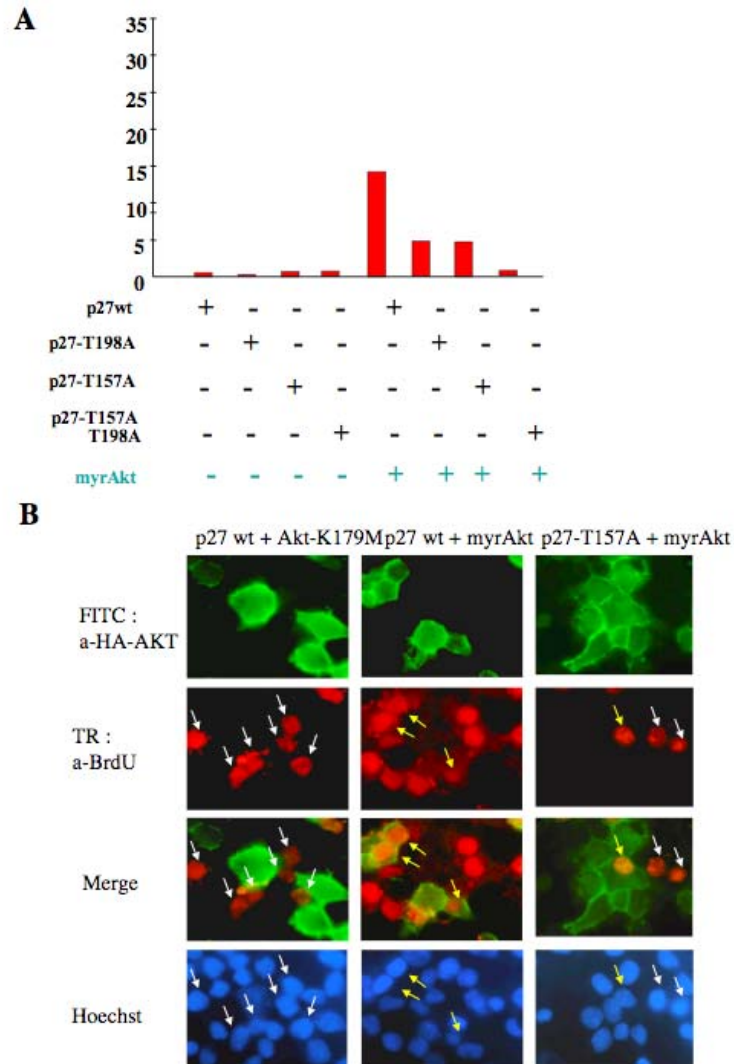 A
35
30
25
20
15
10
5
0
p27wt + - - - + - - -
p27-T198A - + - - - + - -
p27-T157A - - + - - - + -
p27-T157A
T198A - - - + - - - +
myrAkt - - - - + + + +
B
p27 wt + Akt-K179M p27 wt + myrAkt p27-T157A + myrAkt
FITC :
a-HA-AKT
TR :
a-BrdU
Merge
Hoechst